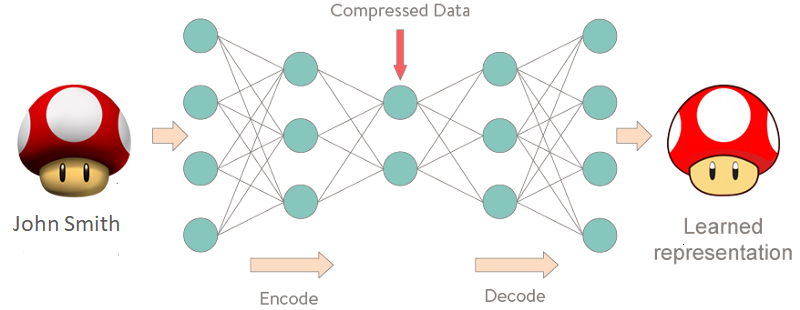 Compressed Data
John Smith
Learned
representation
Encode
Decode